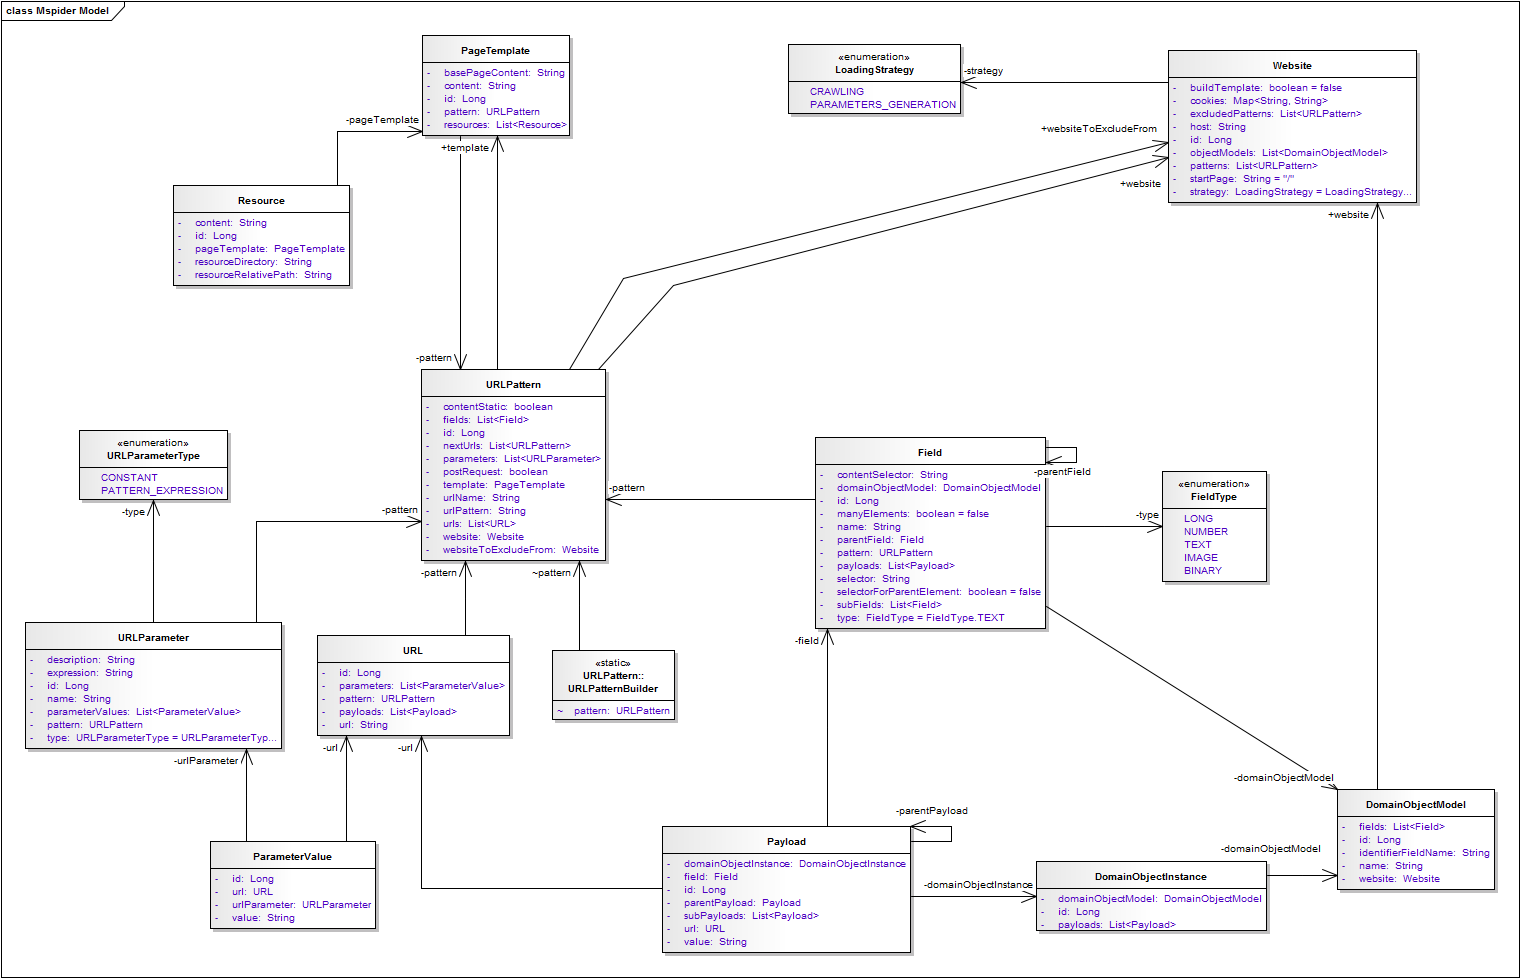 class Mspider Model
PageTemplate
- basePageContent: String
- content: String
- id: Long
- pattern: URLPattern
- resources: List<Resource>
«enumeration»
LoadingStrategy
CRAWLING
PARAMETERS_GENERATION
-strategy
Website
- buildTemplate: boolean = false
- cookies: Map<String, String>
- excludedPatterns: List<URLPattern>
- host: String
- id: Long
- objectModels: List<DomainObjectModel>
- patterns: List<URLPattern>
- startPage: String = "/"
- strategy: LoadingStrategy = LoadingStrategy...
-pageTemplate
+template
+websiteToExcludeFrom
+website
+website
Resource
- content: String
- id: Long
- pageTemplate: PageTemplate
- resourceDirectory: String
- resourceRelativePath: String
-pattern
URLPattern
- contentStatic: boolean
- fields: List<Field>
- id: Long
- nextUrls: List<URLPattern>
- parameters: List<URLParameter>
- postRequest: boolean
- template: PageTemplate
- urlName: String
- urlPattern: String
- urls: List<URL>
- website: Website
- websiteToExcludeFrom: Website
«enumeration»
URLParameterType
CONSTANT
PATTERN_EXPRESSION
-type
-pattern
-pattern
~pattern
-pattern
Field
- contentSelector: String
- domainObjectModel: DomainObjectModel
- id: Long
- manyElements: boolean = false
- name: String
- parentField: Field
- pattern: URLPattern
- payloads: List<Payload>
- selector: String
- selectorForParentElement: boolean = false
- subFields: List<Field>
- type: FieldType = FieldType.TEXT
-parentField
-type
«enumeration»
FieldType
LONG
NUMBER
TEXT
IMAGE
BINARY
URLParameter
- description: String
- expression: String
- id: Long
- name: String
- parameterValues: List<ParameterValue>
- pattern: URLPattern
- type: URLParameterType = URLParameterTyp...
URL
- id: Long
- parameters: List<ParameterValue>
- pattern: URLPattern
- payloads: List<Payload>
- url: String
«static»
URLPattern::
URLPatternBuilder
~ pattern: URLPattern
-field
-urlParameter
-url
-url
-domainObjectModel
ParameterValue
- id: Long
- url: URL
- urlParameter: URLParameter
- value: String
-parentPayload
Payload
- domainObjectInstance: DomainObjectInstance
- field: Field
- id: Long
- parentPayload: Payload
- subPayloads: List<Payload>
- url: URL
- value: String
-domainObjectInstance
-domainObjectModel
DomainObjectInstance
- domainObjectModel: DomainObjectModel
- id: Long
- payloads: List<Payload>
DomainObjectModel
- fields: List<Field>
- id: Long
- identifierFieldName: String
- name: String
- website: Website